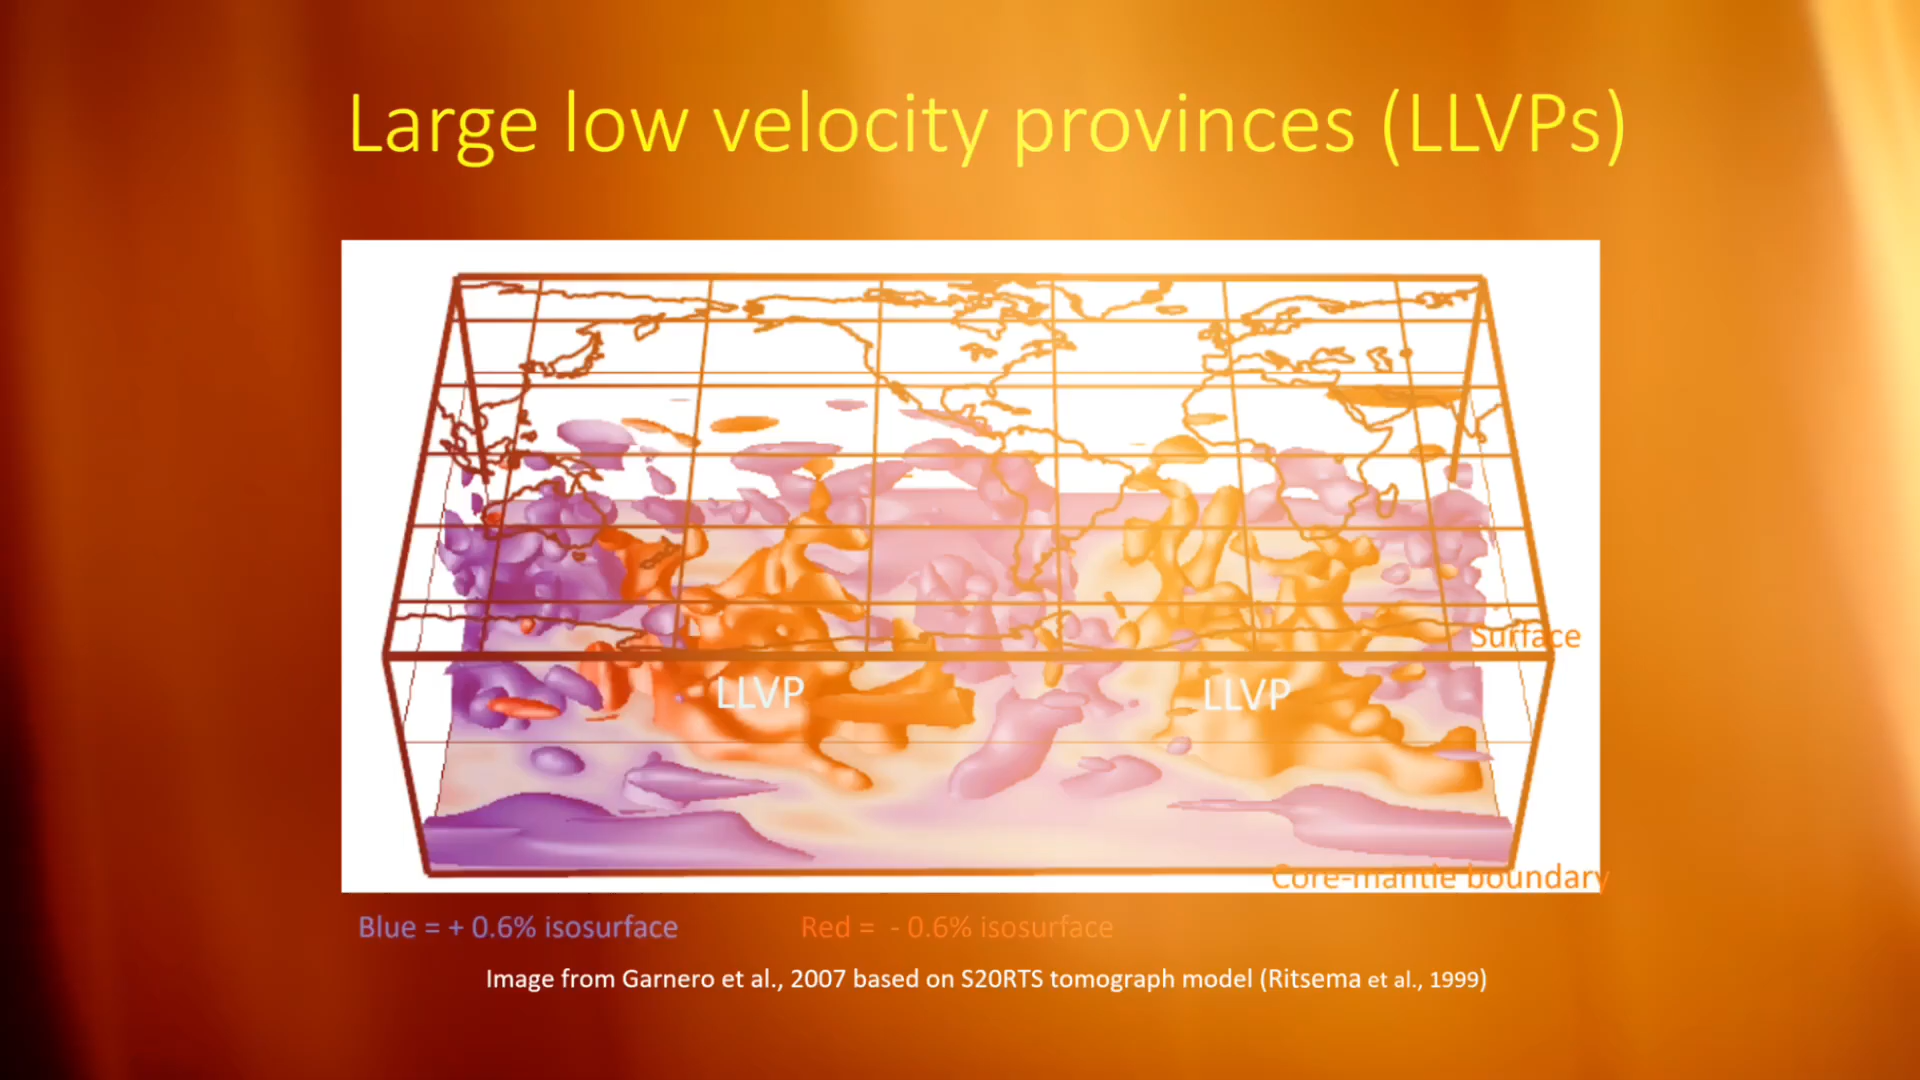 Large low velocity provinces (LLVPs)
Surface
LLVP
LLVP
Core-mantle boundary
Blue = + 0.6% isosurface
Red = - 0.6% isosurface
Image from Garnero et al., 2007 based on S20RTS tomograph model (Ritsema et al., 1999)